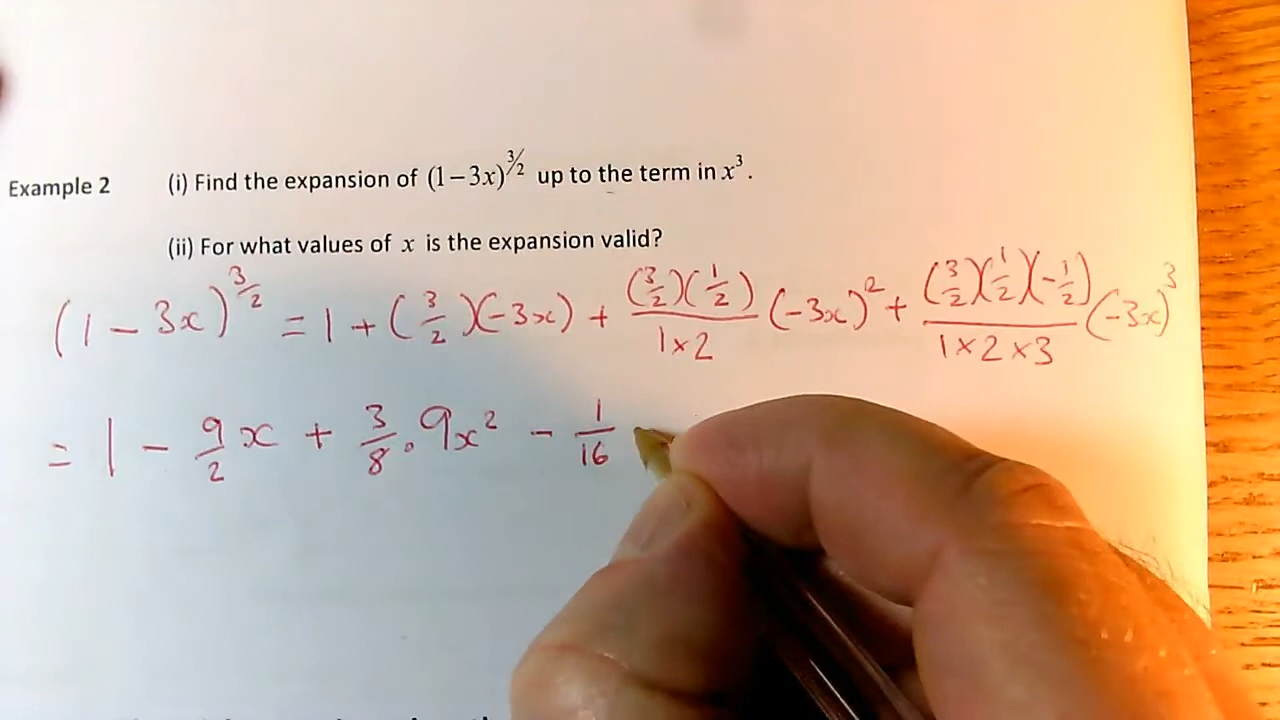 Example 2 (i) Find the expansion of (1−3x)^{3/2} up to the term in x³.
(ii) For what values of x is the expansion valid?
(1 − 3x)^{3/2} = 1 + (3/2)(−3x) + (3/2)(1/2)/(1×2) (−3x)² + (3/2)(1/2)(−1/2)/(1×2×3) (−3x)³
= 1 − 9/2 x + 3/8 . 9x² − 1/16